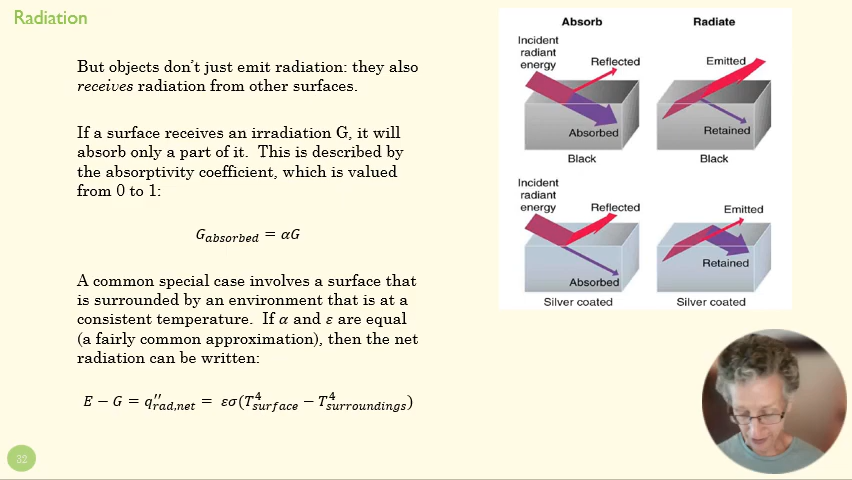 Radiation
But objects don't just emit radiation: they also
receives radiation from other surfaces.
If a surface receives an irradiation G, it will
absorb only a part of it. This is described by
the absorptivity coefficient, which is valued
from 0 to 1:
G_absorbed = αG
A common special case involves a surface that
is surrounded by an environment that is at a
consistent temperature. If α and ε are equal
(a fairly common approximation), then the net
radiation can be written:
E − G = q''_rad,net = εσ(T⁴_surface − T⁴_surroundings)
32
Absorb
Radiate
Incident
radiant
energy
Reflected
Absorbed
Black
Emitted
Retained
Black
Incident
radiant
energy
Reflected
Absorbed
Silver coated
Emitted
Retained
Silver coated